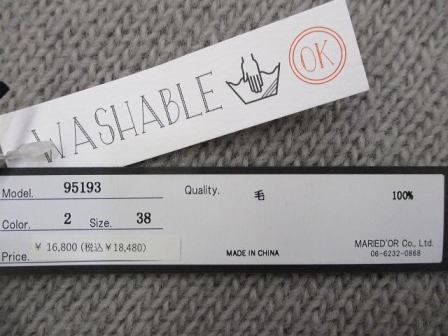 WASHABLE OK
Model. 95193
Quality. 毛 100%
Color. 2 Size. 38
Price. ¥ 16,800 (税込¥18,480)
MADE IN CHINA
MARIED'OR Co., Ltd.
06-6232-0868